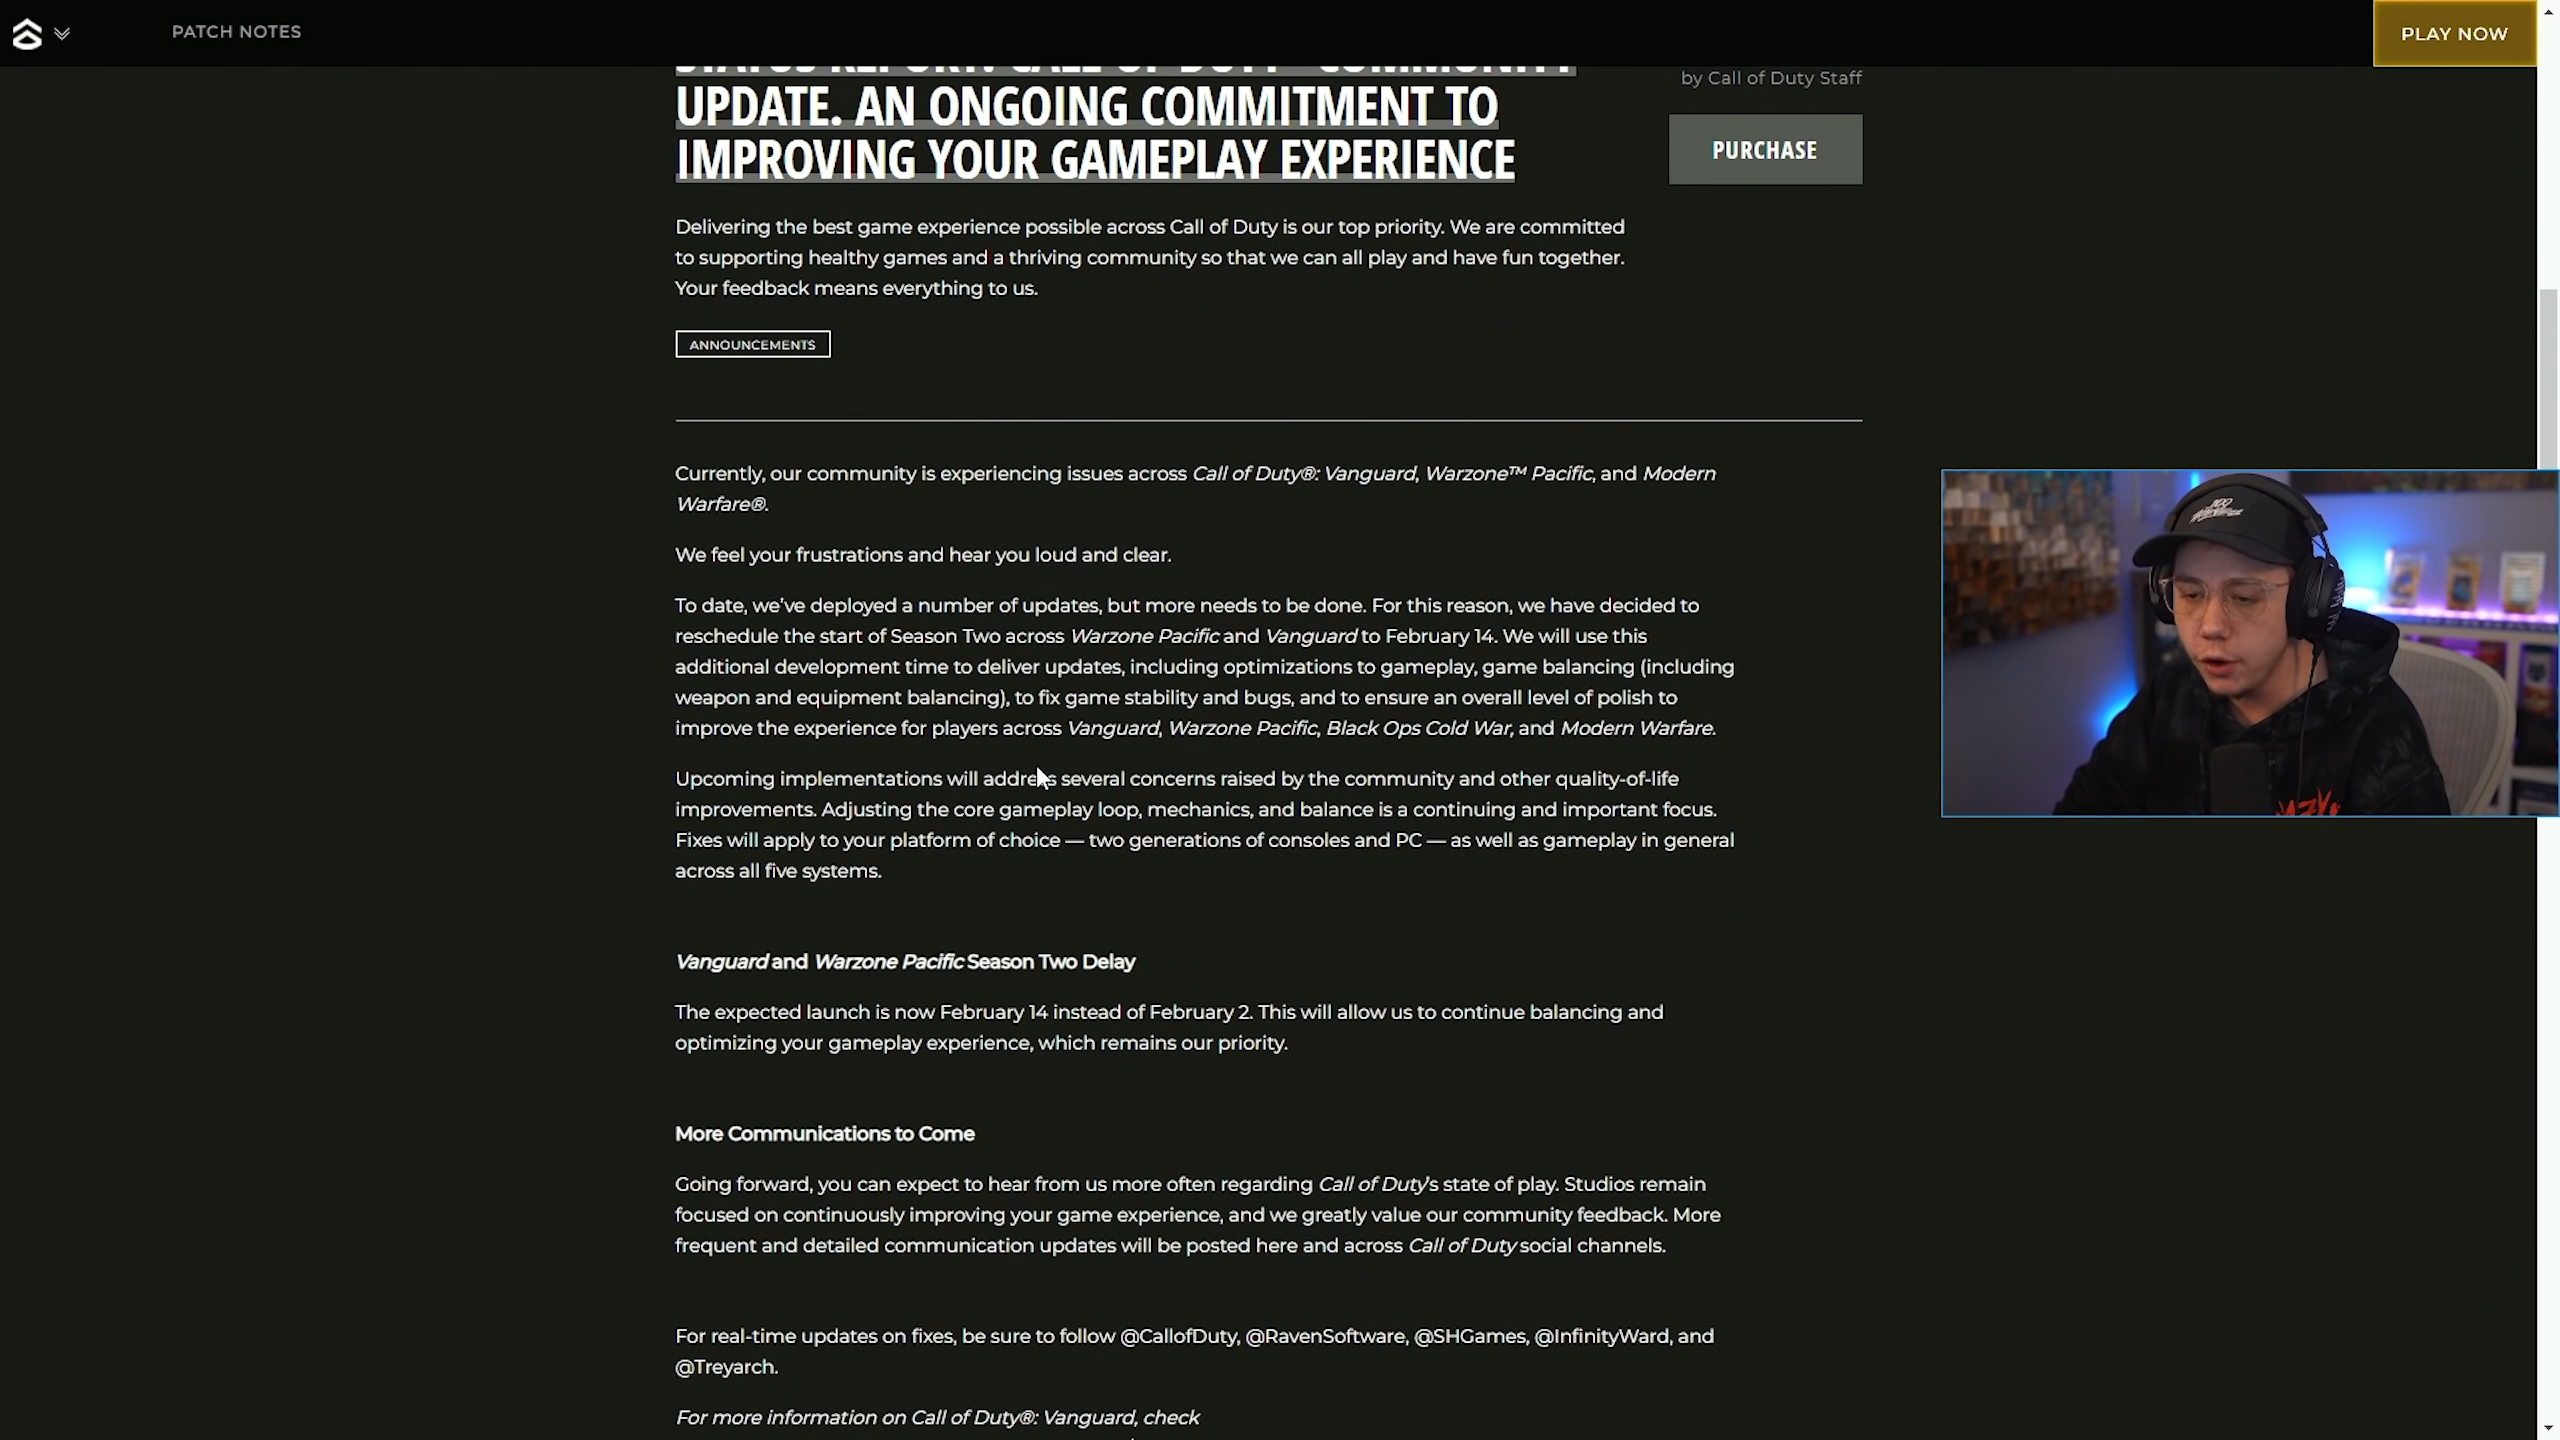 PATCH NOTES
PLAY NOW
STATUS REPORT: CALL OF DUTY® COMMUNITY
UPDATE. AN ONGOING COMMITMENT TO
IMPROVING YOUR GAMEPLAY EXPERIENCE
by Call of Duty Staff
PURCHASE
Delivering the best game experience possible across Call of Duty is our top priority. We are committed
to supporting healthy games and a thriving community so that we can all play and have fun together.
Your feedback means everything to us.
ANNOUNCEMENTS
Currently, our community is experiencing issues across Call of Duty®: Vanguard, Warzone™ Pacific, and Modern
Warfare®.
We feel your frustrations and hear you loud and clear.
To date, we’ve deployed a number of updates, but more needs to be done. For this reason, we have decided to
reschedule the start of Season Two across Warzone Pacific and Vanguard to February 14. We will use this
additional development time to deliver updates, including optimizations to gameplay, game balancing (including
weapon and equipment balancing), to fix game stability and bugs, and to ensure an overall level of polish to
improve the experience for players across Vanguard, Warzone Pacific, Black Ops Cold War, and Modern Warfare.
Upcoming implementations will address several concerns raised by the community and other quality-of-life
improvements. Adjusting the core gameplay loop, mechanics, and balance is a continuing and important focus.
Fixes will apply to your platform of choice — two generations of consoles and PC — as well as gameplay in general
across all five systems.
Vanguard and Warzone Pacific Season Two Delay
The expected launch is now February 14 instead of February 2. This will allow us to continue balancing and
optimizing your gameplay experience, which remains our priority.
More Communications to Come
Going forward, you can expect to hear from us more often regarding Call of Duty’s state of play. Studios remain
focused on continuously improving your game experience, and we greatly value our community feedback. More
frequent and detailed communication updates will be posted here and across Call of Duty social channels.
For real-time updates on fixes, be sure to follow @CallofDuty, @RavenSoftware, @SHGames, @InfinityWard, and
@Treyarch.
For more information on Call of Duty®: Vanguard, check